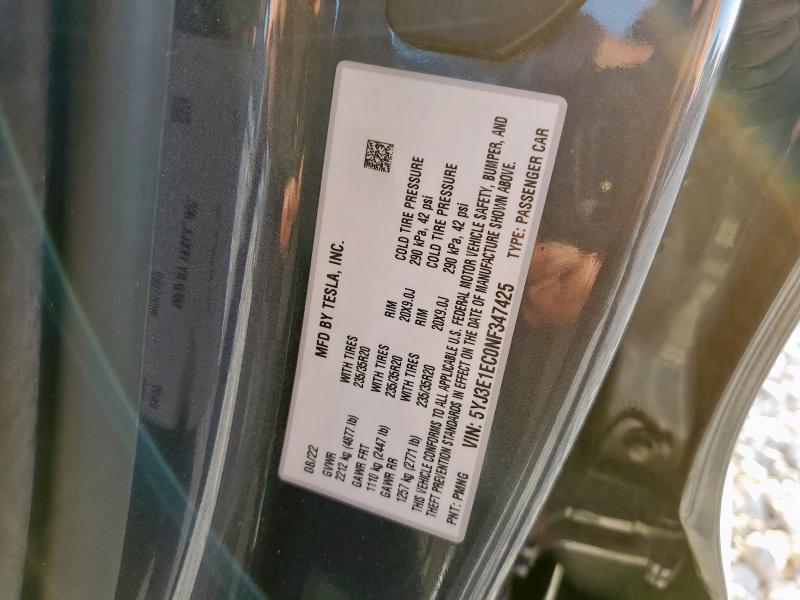 MFD BY TESLA, INC.
08/22
GVWR
2212 kg (4877 lb)
GAWR FRT WITH TIRES RIM COLD TIRE PRESSURE
1110 kg (2447 lb) 235/35R20 20X9.0J 290 kPa, 42 psi
GAWR RR WITH TIRES RIM COLD TIRE PRESSURE
1257 kg (2771 lb) 235/35R20 20X9.0J 290 kPa, 42 psi
WITH TIRES
235/35R20
THIS VEHICLE CONFORMS TO ALL APPLICABLE U.S. FEDERAL MOTOR VEHICLE SAFETY, BUMPER, AND
THEFT PREVENTION STANDARDS IN EFFECT ON THE DATE OF MANUFACTURE SHOWN ABOVE.
PNT: PMNG VIN: 5YJ3E1EC0NF347425 TYPE: PASSENGER CAR